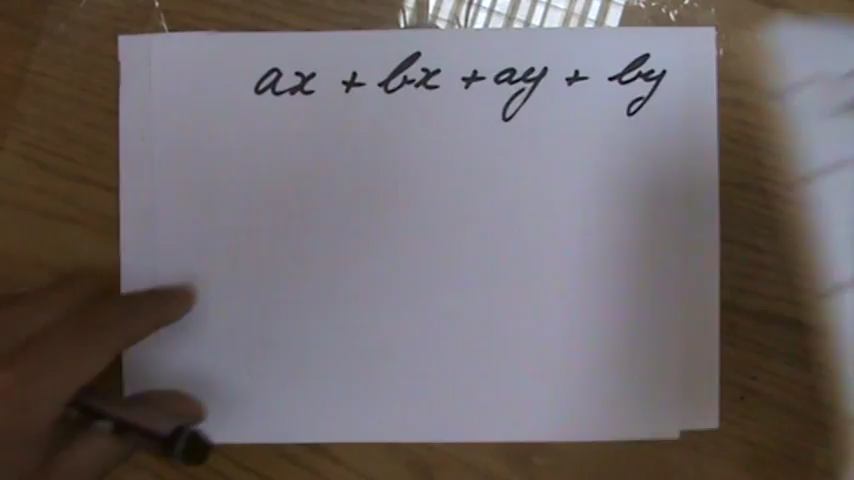 ax + bx + ay + by